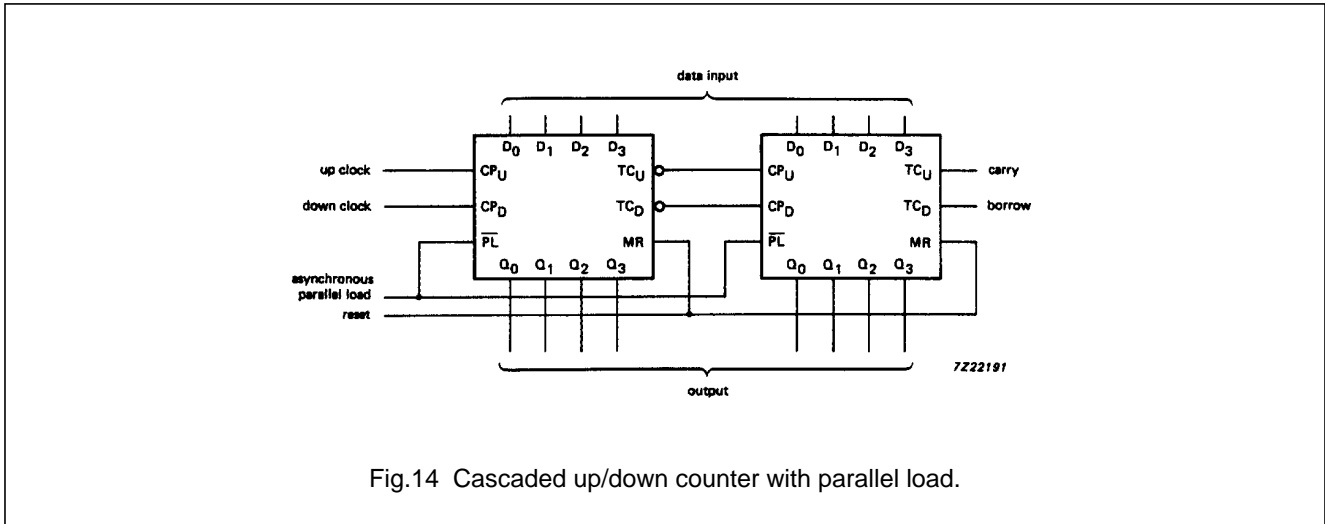 data input
D0 D1 D2 D3 D0 D1 D2 D3
up clock CPU TCU CPU TCU carry
down clock CPD TCD CPD TCD borrow
PL MR PL MR
Q0 Q1 Q2 Q3 Q0 Q1 Q2 Q3
asynchronous
parallel load
reset
7Z22191
output
Fig.14 Cascaded up/down counter with parallel load.